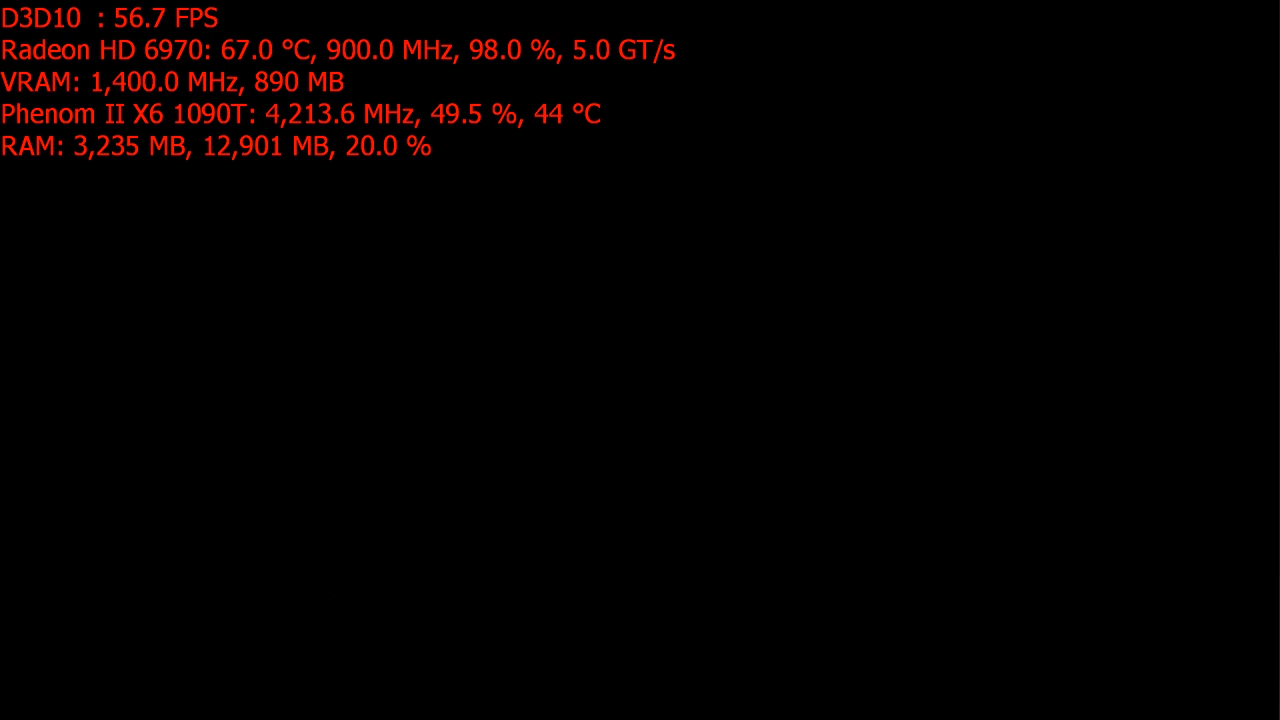 D3D10  : 56.7 FPS
Radeon HD 6970: 67.0 °C, 900.0 MHz, 98.0 %, 5.0 GT/s
VRAM: 1,400.0 MHz, 890 MB
Phenom II X6 1090T: 4,213.6 MHz, 49.5 %, 44 °C
RAM: 3,235 MB, 12,901 MB, 20.0 %